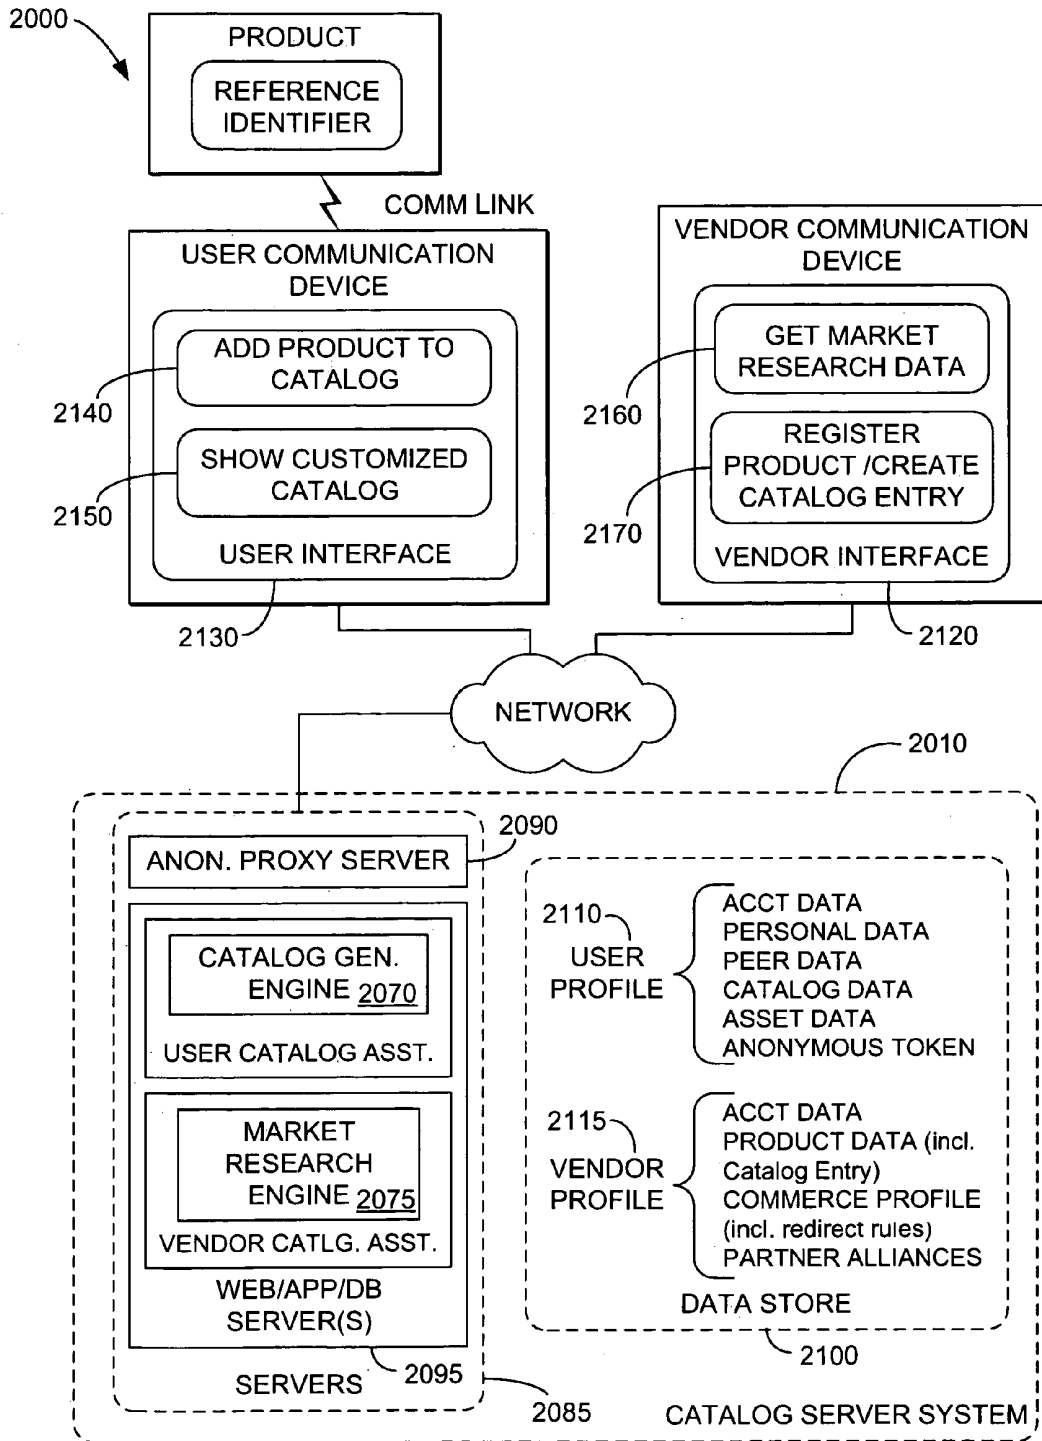 2000
PRODUCT
REFERENCE
IDENTIFIER
COMM LINK
USER COMMUNICATION
DEVICE
ADD PRODUCT TO
CATALOG
2140
SHOW CUSTOMIZED
CATALOG
2150
USER INTERFACE
2130
VENDOR COMMUNICATION
DEVICE
GET MARKET
RESEARCH DATA
2160
REGISTER
PRODUCT /CREATE
CATALOG ENTRY
2170
VENDOR INTERFACE
2120
NETWORK
2010
2090
ANON. PROXY SERVER
CATALOG GEN.
ENGINE 2070
USER CATALOG ASST.
MARKET
RESEARCH
ENGINE 2075
VENDOR CATLG. ASST.
WEB/APP/DB
SERVER(S)
2095
SERVERS
2085
2110
USER
PROFILE
ACCT DATA
PERSONAL DATA
PEER DATA
CATALOG DATA
ASSET DATA
ANONYMOUS TOKEN
2115
VENDOR
PROFILE
ACCT DATA
PRODUCT DATA (incl.
Catalog Entry)
COMMERCE PROFILE
(incl. redirect rules)
PARTNER ALLIANCES
DATA STORE
2100
CATALOG SERVER SYSTEM